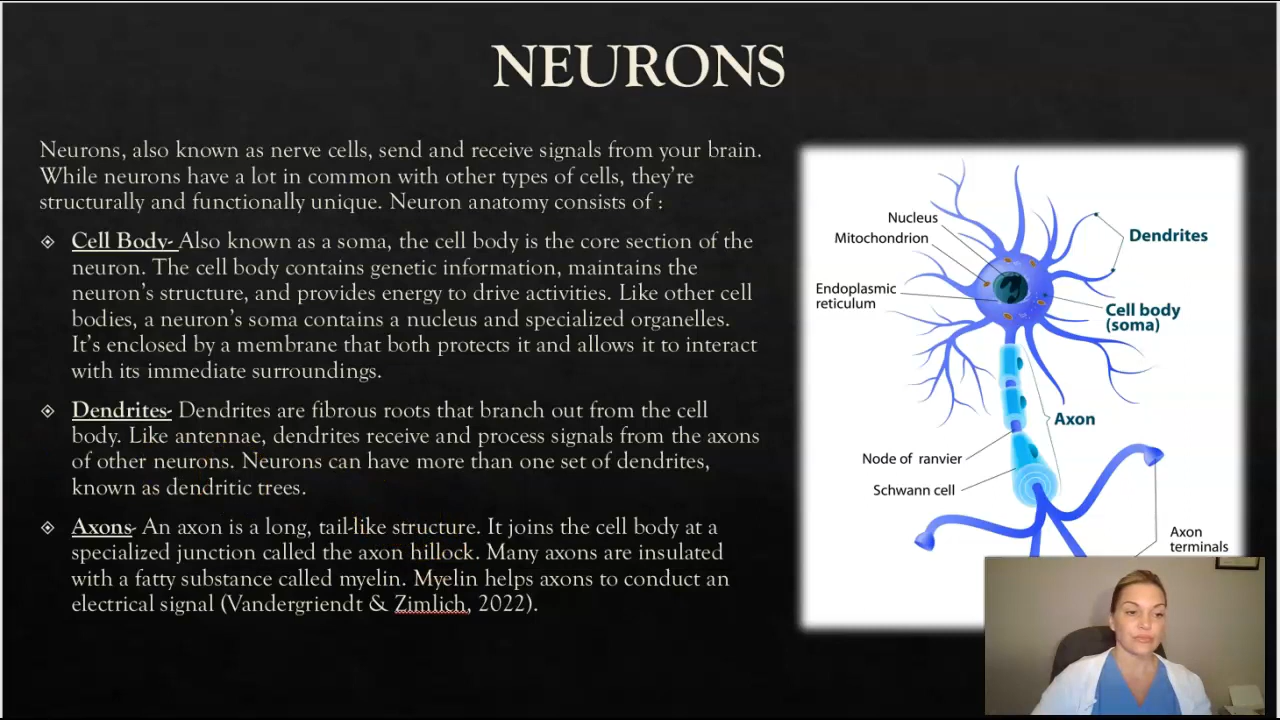 NEURONS
Neurons, also known as nerve cells, send and receive signals from your brain.
While neurons have a lot in common with other types of cells, they're
structurally and functionally unique. Neuron anatomy consists of :
Cell Body- Also known as a soma, the cell body is the core section of the
neuron. The cell body contains genetic information, maintains the
neuron's structure, and provides energy to drive activities. Like other cell
bodies, a neuron's soma contains a nucleus and specialized organelles.
It's enclosed by a membrane that both protects it and allows it to interact
with its immediate surroundings.
Dendrites- Dendrites are fibrous roots that branch out from the cell
body. Like antennae, dendrites receive and process signals from the axons
of other neurons. Neurons can have more than one set of dendrites,
known as dendritic trees.
Axons- An axon is a long, tail-like structure. It joins the cell body at a
specialized junction called the axon hillock. Many axons are insulated
with a fatty substance called myelin. Myelin helps axons to conduct an
electrical signal (Vandergriendt & Zimlich, 2022).
Nucleus
Mitochondrion
Endoplasmic
reticulum
Dendrites
Cell body
(soma)
Axon
Node of ranvier
Schwann cell
Axon
terminals